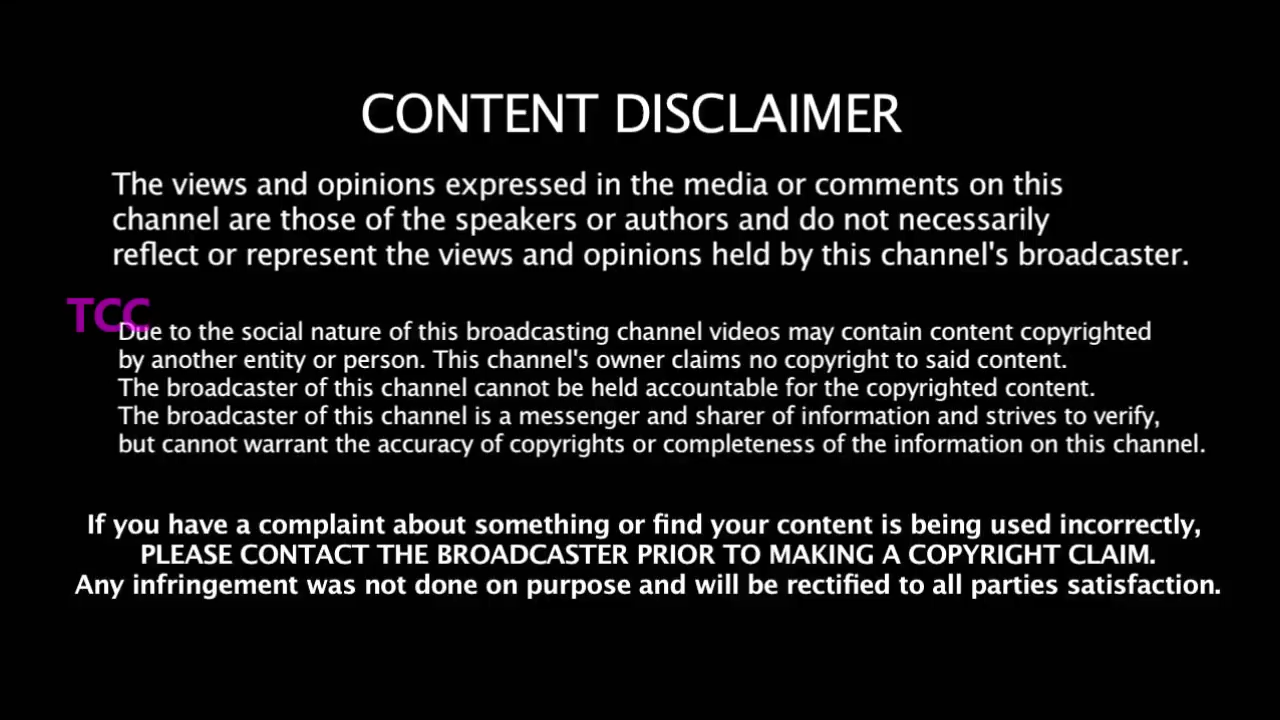 CONTENT DISCLAIMER
The views and opinions expressed in the media or comments on this
channel are those of the speakers or authors and do not necessarily
reflect or represent the views and opinions held by this channel's broadcaster.
TCC
Due to the social nature of this broadcasting channel videos may contain content copyrighted
by another entity or person. This channel's owner claims no copyright to said content.
The broadcaster of this channel cannot be held accountable for the copyrighted content.
The broadcaster of this channel is a messenger and sharer of information and strives to verify,
but cannot warrant the accuracy of copyrights or completeness of the information on this channel.
If you have a complaint about something or find your content is being used incorrectly,
PLEASE CONTACT THE BROADCASTER PRIOR TO MAKING A COPYRIGHT CLAIM.
Any infringement was not done on purpose and will be rectified to all parties satisfaction.